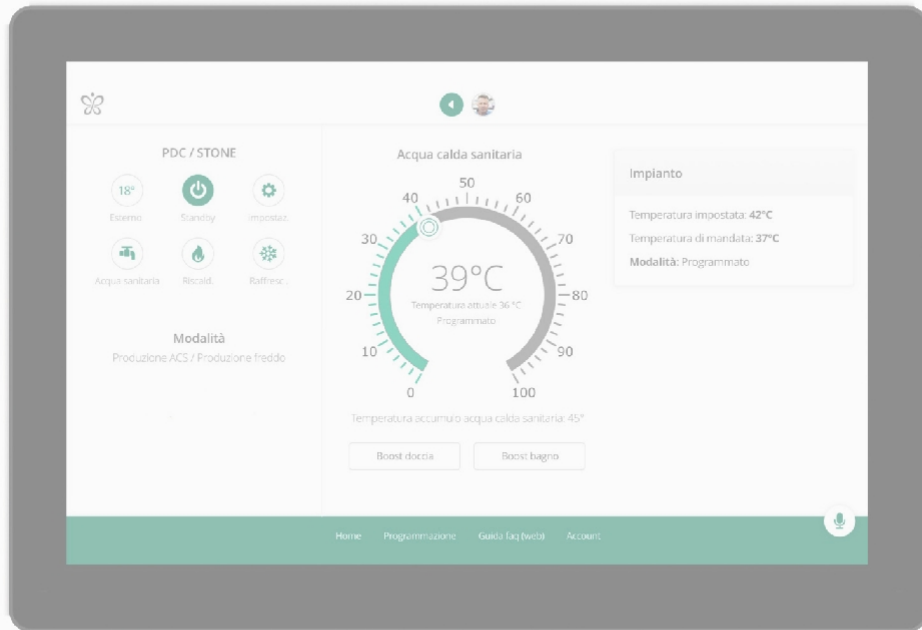 PDC / STONE
18°
Esterno
Standby
Impostaz.
Acqua sanitaria
Riscald.
Raffresc.
Modalità
Produzione ACS / Produzione freddo
Acqua calda sanitaria
0
10
20
30
40
50
60
70
80
90
100
39°C
Temperatura attuale 36 °C
Programmato
Temperatura accumulo acqua calda sanitaria: 45°
Boost doccia
Boost bagno
Impianto
Temperatura impostata: 42°C
Temperatura di mandata: 37°C
Modalità: Programmato
Home Programmazione Guida faq (web) Account